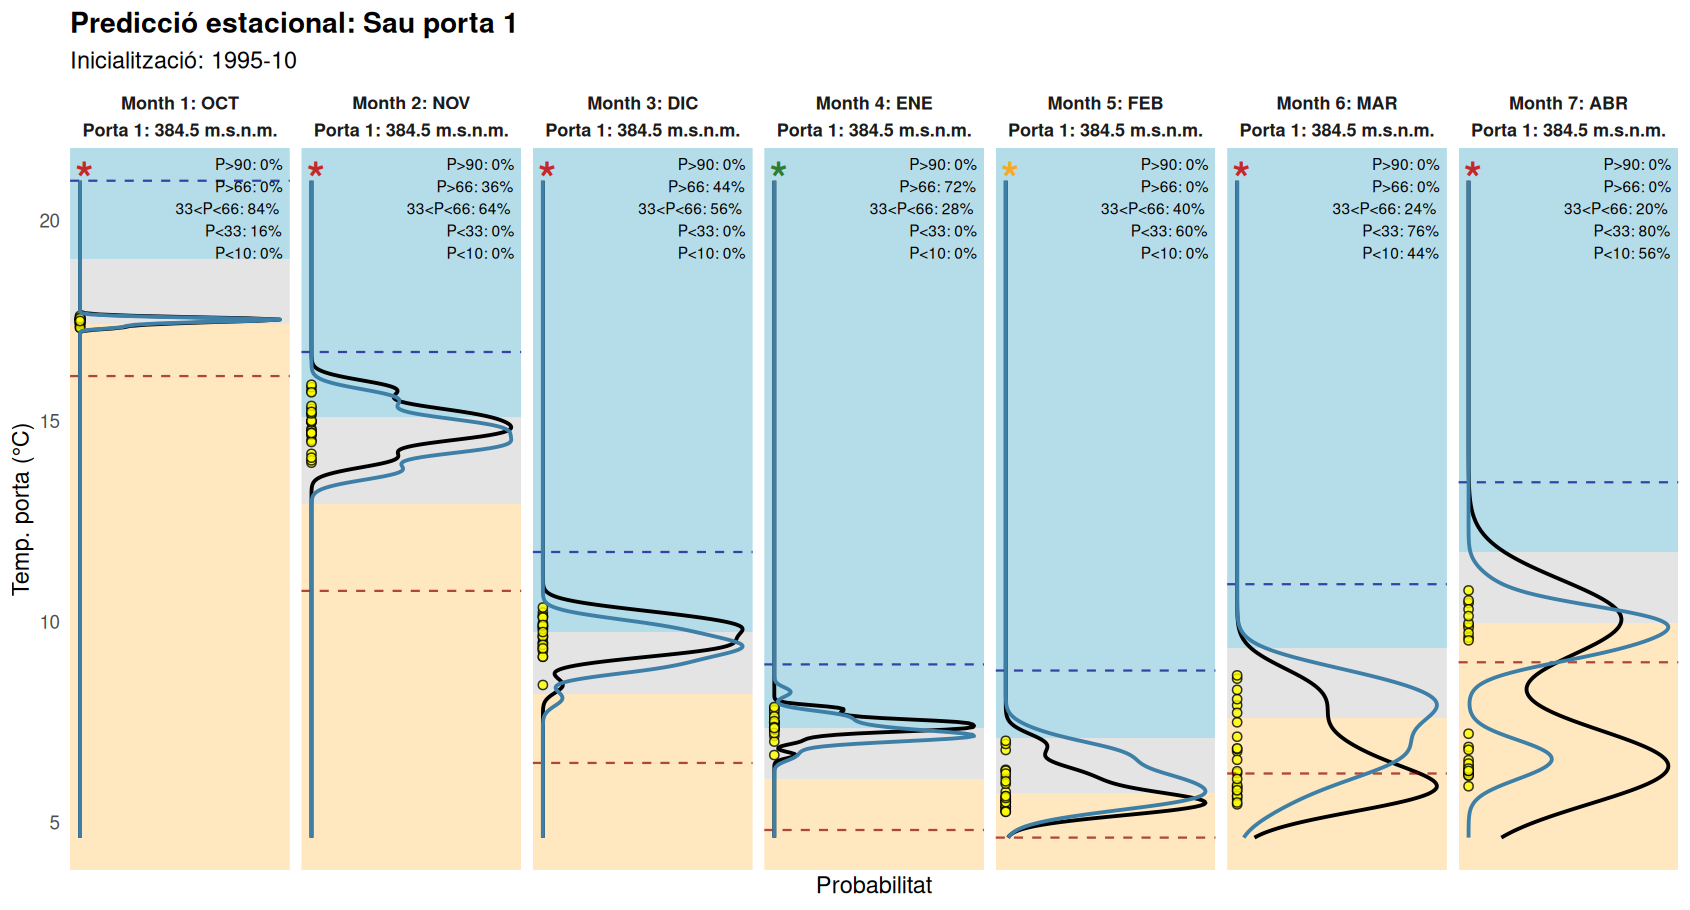 Predicció estacional: Sau porta 1
Inicialització: 1995-10
Month 1: OCT
Porta 1: 384.5 m.s.n.m.
Month 2: NOV
Porta 1: 384.5 m.s.n.m.
Month 3: DIC
Porta 1: 384.5 m.s.n.m.
Month 4: ENE
Porta 1: 384.5 m.s.n.m.
Month 5: FEB
Porta 1: 384.5 m.s.n.m.
Month 6: MAR
Porta 1: 384.5 m.s.n.m.
Month 7: ABR
Porta 1: 384.5 m.s.n.m.
*
P>90: 0%
P>66: 0%
33<P<66: 84%
P<33: 16%
P<10: 0%
*
P>90: 0%
P>66: 36%
33<P<66: 64%
P<33: 0%
P<10: 0%
*
P>90: 0%
P>66: 44%
33<P<66: 56%
P<33: 0%
P<10: 0%
*
P>90: 0%
P>66: 72%
33<P<66: 28%
P<33: 0%
P<10: 0%
*
P>90: 0%
P>66: 0%
33<P<66: 40%
P<33: 60%
P<10: 0%
*
P>90: 0%
P>66: 0%
33<P<66: 24%
P<33: 76%
P<10: 44%
*
P>90: 0%
P>66: 0%
33<P<66: 20%
P<33: 80%
P<10: 56%
20
15
10
5
Temp. porta (°C)
Probabilitat